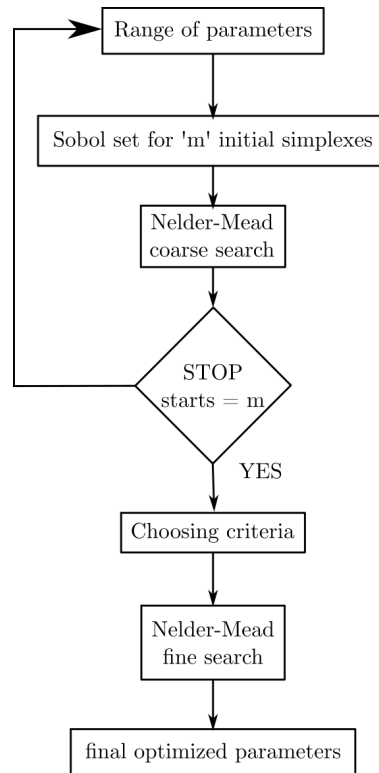 Range of parameters
Sobol set for 'm' initial simplexes
Nelder-Mead
coarse search
STOP
starts = m
YES
Choosing criteria
Nelder-Mead
fine search
final optimized parameters